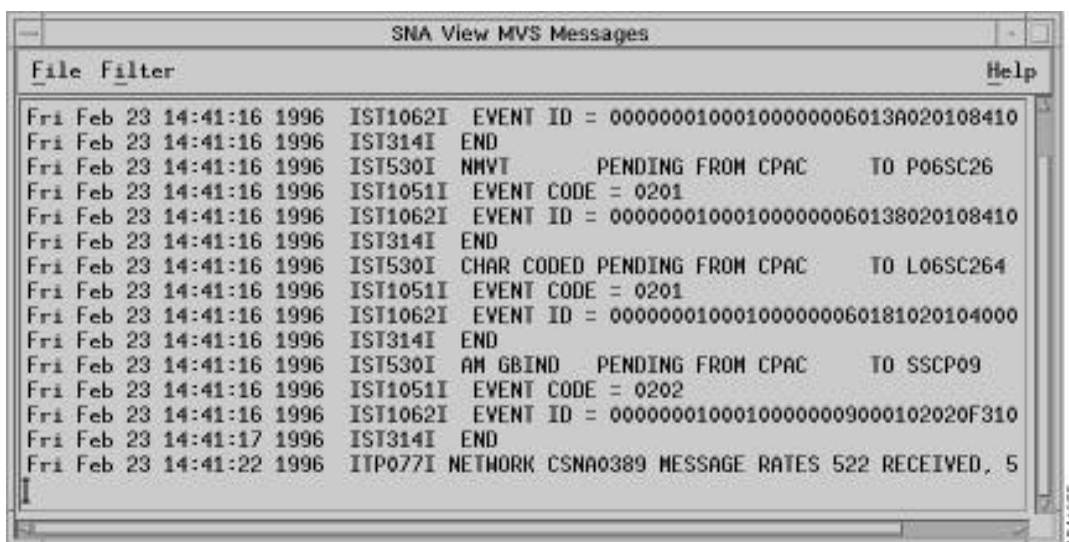 SNA View MVS Messages
File Filter Help
Fri Feb 23 14:41:16 1996 IST1062I EVENT ID = 000000010001000000006013A020108410
Fri Feb 23 14:41:16 1996 IST314I END
Fri Feb 23 14:41:16 1996 IST530I NMVT PENDING FROM CPAC TO P06SC26
Fri Feb 23 14:41:16 1996 IST1051I EVENT CODE = 0201
Fri Feb 23 14:41:16 1996 IST1062I EVENT ID = 0000000100010000000060138020108410
Fri Feb 23 14:41:16 1996 IST314I END
Fri Feb 23 14:41:16 1996 IST530I CHAR CODED PENDING FROM CPAC TO L06SC264
Fri Feb 23 14:41:16 1996 IST1051I EVENT CODE = 0201
Fri Feb 23 14:41:16 1996 IST1062I EVENT ID = 0000000100010000000060181020104000
Fri Feb 23 14:41:16 1996 IST314I END
Fri Feb 23 14:41:16 1996 IST530I AM GBIND PENDING FROM CPAC TO SSCP09
Fri Feb 23 14:41:16 1996 IST1051I EVENT CODE = 0202
Fri Feb 23 14:41:16 1996 IST1062I EVENT ID = 000000010001000000009000102020F310
Fri Feb 23 14:41:17 1996 IST314I END
Fri Feb 23 14:41:22 1996 ITP077I NETWORK CSNA0389 MESSAGE RATES 522 RECEIVED, 5